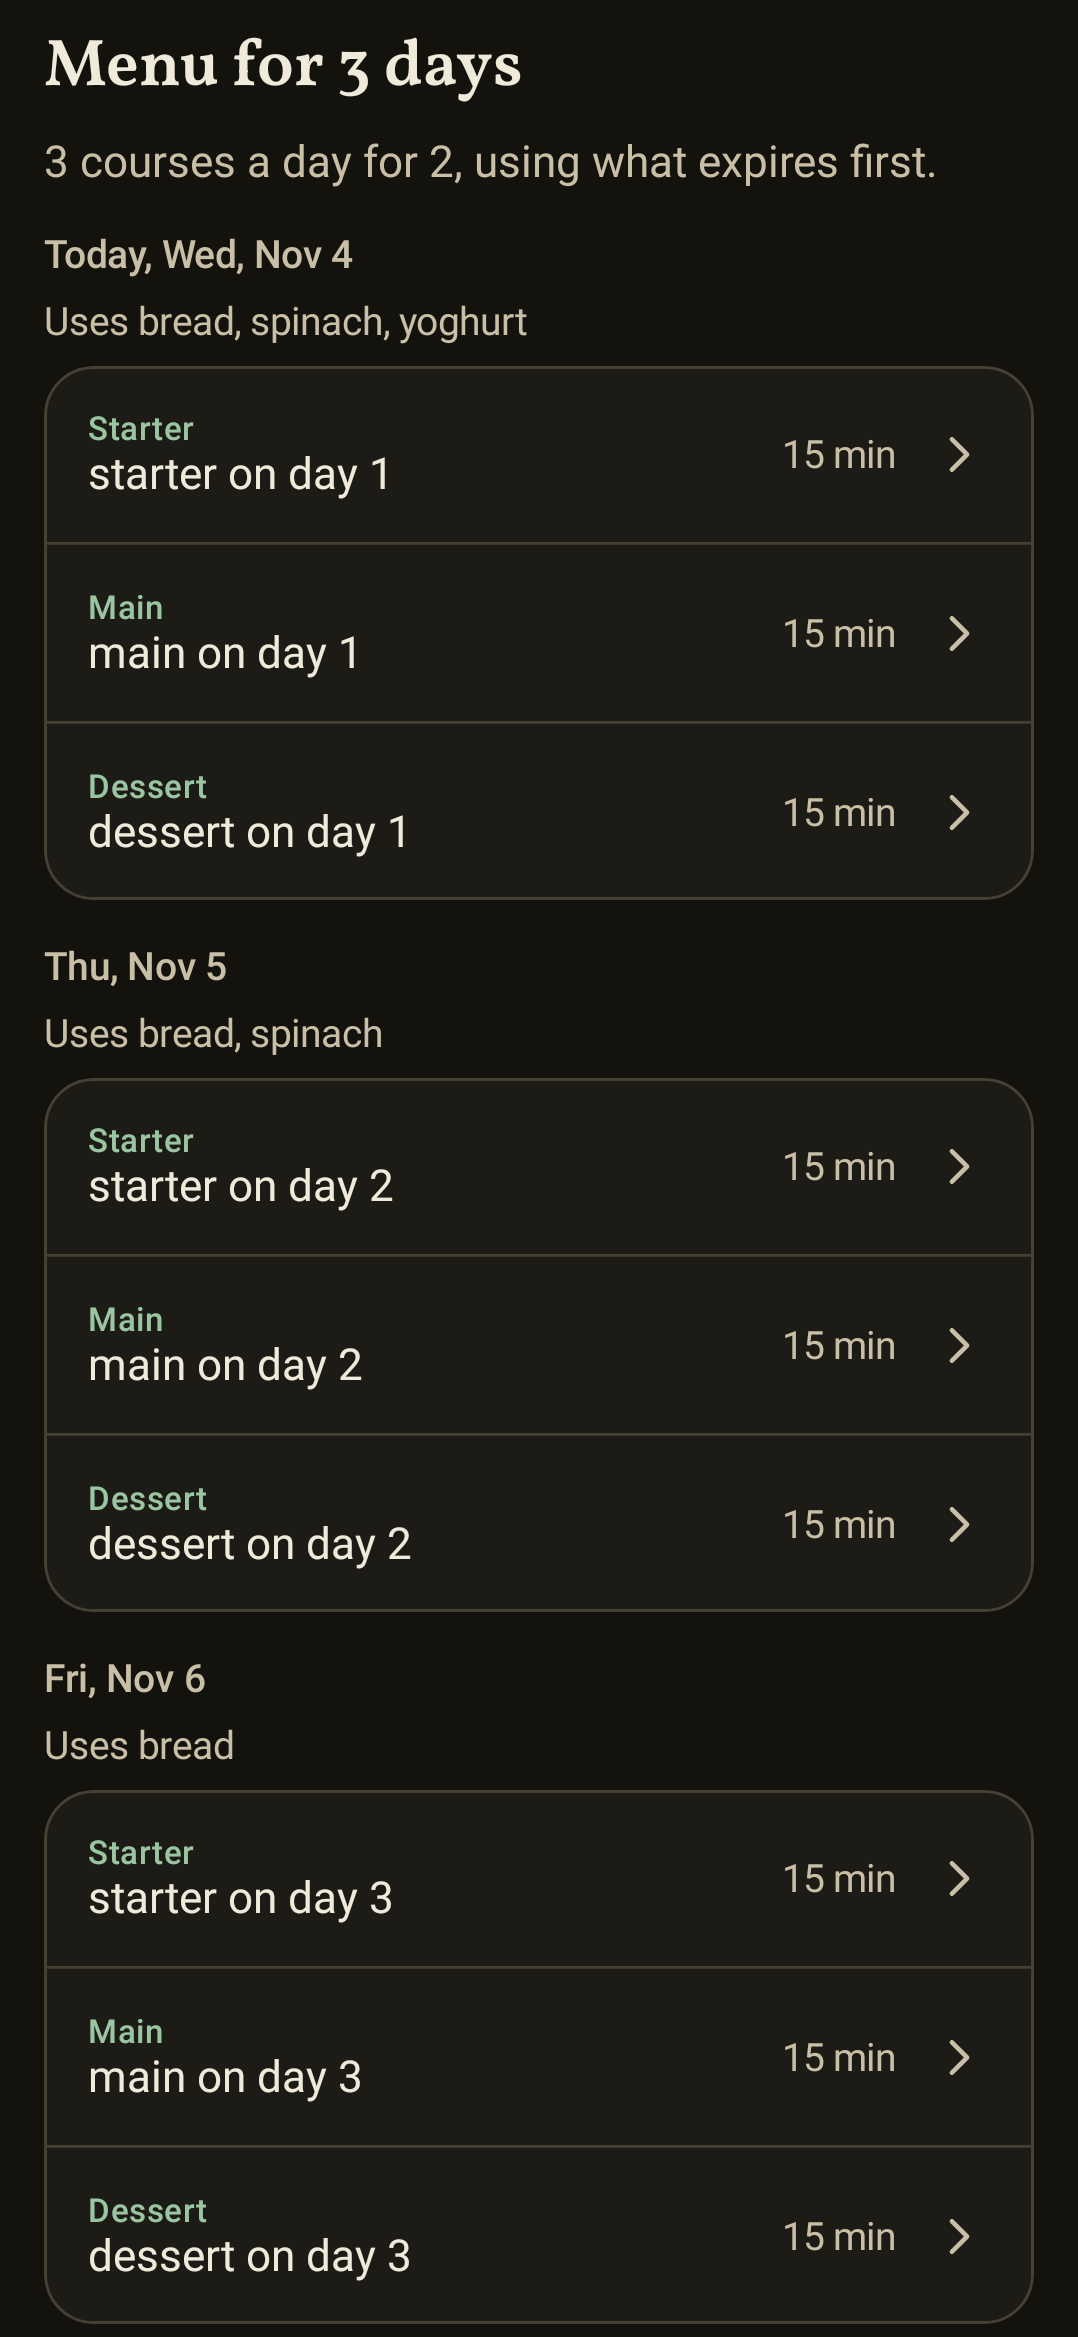 Menu for 3 days
3 courses a day for 2, using what expires first.
Today, Wed, Nov 4
Uses bread, spinach, yoghurt
Starter
starter on day 1
15 min
Main
main on day 1
15 min
Dessert
dessert on day 1
15 min
Thu, Nov 5
Uses bread, spinach
Starter
starter on day 2
15 min
Main
main on day 2
15 min
Dessert
dessert on day 2
15 min
Fri, Nov 6
Uses bread
Starter
starter on day 3
15 min
Main
main on day 3
15 min
Dessert
dessert on day 3
15 min